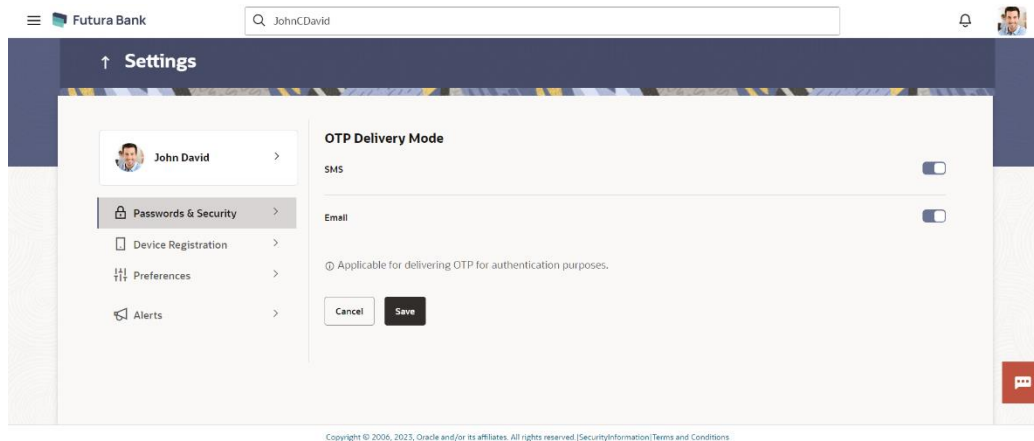 Futura Bank
JohnCDavid
↑ Settings
John David
Passwords & Security
Device Registration
Preferences
Alerts
OTP Delivery Mode
SMS
Email
Applicable for delivering OTP for authentication purposes.
Cancel
Save
Copyright © 2006, 2023, Oracle and/or its affiliates. All rights reserved.|SecurityInformation|Terms and Conditions